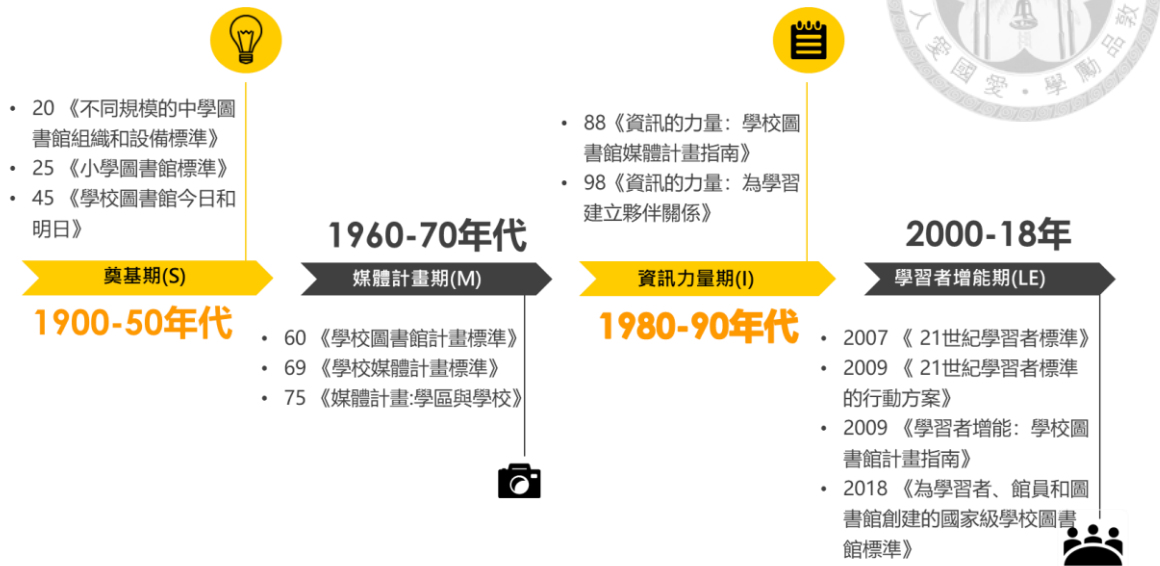 • 20 《不同規模的中學圖
書館組織和設備標準》
• 25 《小學圖書館標準》
• 45 《學校圖書館今日和
明日》
奠基期(S)
1900-50年代
1960-70年代
媒體計畫期(M)
• 60 《學校圖書館計畫標準》
• 69 《學校媒體計畫標準》
• 75 《媒體計畫:學區與學校》
• 88《資訊的力量：學校圖
書館媒體計畫指南》
• 98《資訊的力量：為學習
建立夥伴關係》
資訊力量期(I)
1980-90年代
2000-18年
學習者增能期(LE)
• 2007 《 21世紀學習者標準》
• 2009 《 21世紀學習者標準
的行動方案》
• 2009 《學習者增能：學校圖
書館計畫指南》
• 2018 《為學習者、館員和圖
書館創建的國家級學校圖書
館標準》
人愛國愛·學勵品敦